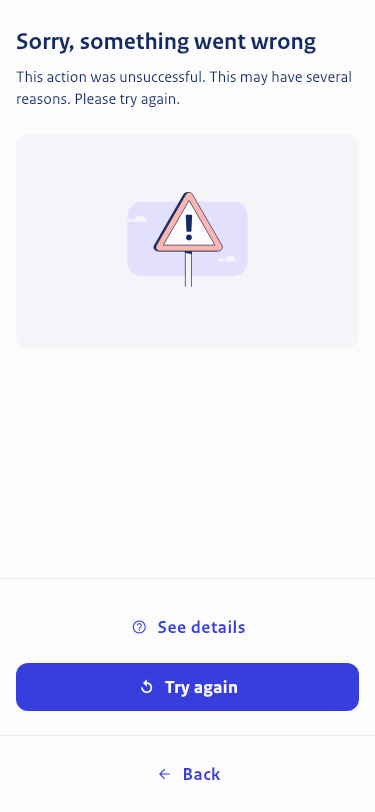 Sorry, something went wrong
This action was unsuccessful. This may have several
reasons. Please try again.
See details
Try again
Back